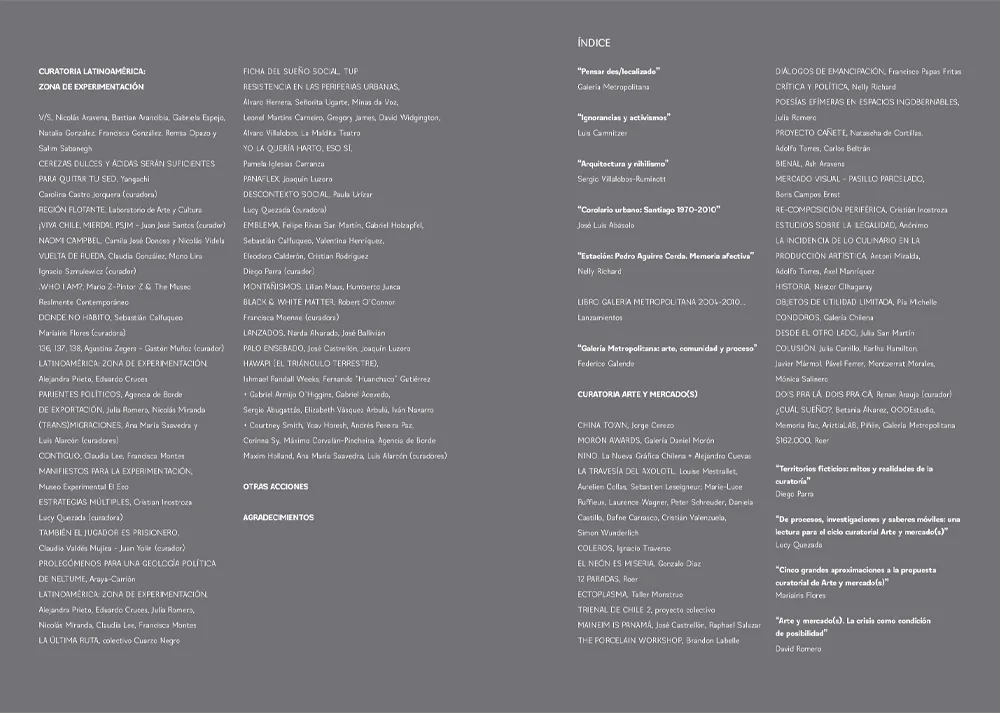 CURATORIA LATINOAMÉRICA:
ZONA DE EXPERIMENTACIÓN
V/S, Nicolás Aravena, Bastian Arancibia, Gabriela Espejo,
Natalia González, Francisca González, Remsa Opazo y
Salim Sabanegh
CEREZAS DULCES Y ÁCIDAS SERÁN SUFICIENTES
PARA QUITAR TU SED, Yangachi
Carolina Castro Jorquera (curadora)
REGIÓN FLOTANTE, Laboratorio de Arte y Cultura
¡VIVA CHILE, MIERDA!, PSJM - Juan José Santos (curador)
NAOMI CAMPBEL, Camila José Donoso y Nicolás Videla
VUELTA DE RUEDA, Claudia González, Mono Lira
Ignacio Szmulewicz (curador)
¿WHO I AM?, Mario Z-Pintor Z & The Museo
Realmente Contemporáneo
DONDE NO HABITO, Sebastián Calfuqueo
Mariairis Flores (curadora)
136, 137, 138, Agustina Zegers - Gastón Muñoz (curador)
LATINOAMÉRICA: ZONA DE EXPERIMENTACIÓN,
Alejandra Prieto, Eduardo Cruces
PARIENTES POLÍTICOS, Agencia de Borde
DE EXPORTACIÓN, Julia Romero, Nicolás Miranda
(TRANS)MIGRACIONES, Ana María Saavedra y
Luis Alarcón (curadores)
CONTIGUO, Claudia Lee, Francisca Montes
MANIFIESTOS PARA LA EXPERIMENTACIÓN,
Museo Experimental El Eco
ESTRATEGIAS MÚLTIPLES, Cristian Inostroza
Lucy Quezada (curadora)
TAMBIÉN EL JUGADOR ES PRISIONERO,
Claudia Valdés Mujica - Juan Yolin (curador)
PROLEGÓMENOS PARA UNA GEOLOGÍA POLÍTICA
DE NELTUME, Araya-Carrión
LATINOAMÉRICA: ZONA DE EXPERIMENTACIÓN,
Alejandra Prieto, Eduardo Cruces, Julia Romero,
Nicolás Miranda, Claudia Lee, Francisca Montes
LA ÚLTIMA RUTA, colectivo Cuarzo Negro
FICHA DEL SUEÑO SOCIAL, TUP
RESISTENCIA EN LAS PERIFERIAS URBANAS,
Álvaro Herrera, Señorita Ugarte, Minas da Voz,
Leonel Martins Carneiro, Gregory James, David Widgington,
Álvaro Villalobos, La Maldita Teatro
YO LA QUERÍA HARTO, ESO SÍ,
Pamela Iglesias Carranza
PANAFLEX, Joaquín Luzoro
DESCONTEXTO SOCIAL, Paula Urízar
Lucy Quezada (curadora)
EMBLEMA, Felipe Rivas San Martín, Gabriel Holzapfel,
Sebastián Calfuqueo, Valentina Henríquez,
Eleodoro Calderón, Cristian Rodríguez
Diego Parra (curador)
MONTAÑISMOS, Lilian Maus, Humberto Junca
BLACK & WHITE MATTER, Robert O'Connor
Francisca Moenne (curadora)
LANZADOS, Narda Alvarado, José Ballivián
PALO ENSEBADO, José Castrellón, Joaquín Luzoro
HAWAPI (EL TRIÁNGULO TERRESTRE),
Ishmael Randall Weeks, Fernando "Huanchaco" Gutiérrez
+ Gabriel Armijo O'Higgins, Gabriel Acevedo,
Sergio Abugattás, Elizabeth Vásquez Arbulú, Iván Navarro
+ Courtney Smith, Yoav Horesh, Andrés Pereira Paz,
Corinna Sy, Máximo Corvalán-Pincheira, Agencia de Borde
Maxim Holland, Ana María Saavedra, Luis Alarcón (curadores)
OTRAS ACCIONES
AGRADECIMIENTOS
ÍNDICE
"Pensar des/localizado"
Galería Metropolitana
"Ignorancias y activismos"
Luis Camnitzer
"Arquitectura y nihilismo"
Sergio Villalobos-Ruminott
"Corolario urbano: Santiago 1970-2010"
José Luis Abásolo
"Estación: Pedro Aguirre Cerda. Memoria afectiva"
Nelly Richard
LIBRO GALERÍA METROPOLITANA 2004-2010...
Lanzamientos
"Galería Metropolitana: arte, comunidad y proceso"
Federico Galende
CURATORIA ARTE Y MERCADO(S)
CHINA TOWN, Jorge Cerezo
MORÓN AWARDS, Galería Daniel Morón
NINO, La Nueva Gráfica Chilena + Alejandro Cuevas
LA TRAVESÍA DEL AXOLOTL, Louise Mestrallet,
Aurelien Collas, Sebastien Leseigneur, Marie-Luce
Ruffieux, Laurence Wagner, Peter Schreuder, Daniela
Castillo, Dafne Carrasco, Cristián Valenzuela,
Simon Wunderlich
COLEROS, Ignacio Traverso
EL NEÓN ES MISERIA, Gonzalo Díaz
12 PARADAS, Roer
ECTOPLASMA, Taller Monstruo
TRIENAL DE CHILE 2, proyecto colectivo
MAINEIM IS PANAMÁ, José Castrellón, Raphael Salazar
THE PORCELAIN WORKSHOP, Brandon Labelle
DIÁLOGOS DE EMANCIPACIÓN, Francisco Papas Fritas
CRÍTICA Y POLÍTICA, Nelly Richard
POESÍAS EFÍMERAS EN ESPACIOS INGOBERNABLES,
Julia Romero
PROYECTO CAÑETE, Natascha de Cortillas,
Adolfo Torres, Carlos Beltrán
BIENAL, Ash Aravena
MERCADO VISUAL - PASILLO PARCELADO,
Boris Campos Ernst
RE-COMPOSICIÓN PERIFÉRICA, Cristián Inostroza
ESTUDIOS SOBRE LA ILEGALIDAD, Anónimo
LA INCIDENCIA DE LO CULINARIO EN LA
PRODUCCIÓN ARTÍSTICA, Antoni Miralda,
Adolfo Torres, Axel Manríquez
HISTORIA, Néstor Olhagaray
OBJETOS DE UTILIDAD LIMITADA, Pía Michelle
CONDOROS, Galería Chilena
DESDE EL OTRO LADO, Julia San Martín
COLUSIÓN, Julia Carrillo, Karlha Hamilton,
Javier Mármol, Pável Ferrer, Montzerrat Morales,
Mónica Salinero
DOIS PRA LÁ, DOIS PRA CÁ, Renan Araujo (curador)
¿CUÁL SUEÑO?, Betania Álvarez, OOOEstudio,
Memoria Pac, AriztiaLAB, Piñén, Galería Metropolitana
$162.000, Roer
"Territorios ficticios: mitos y realidades de la
curatoría"
Diego Parra
"De procesos, investigaciones y saberes móviles: una
lectura para el ciclo curatorial Arte y mercado(s)"
Lucy Quezada
"Cinco grandes aproximaciones a la propuesta
curatorial de Arte y mercado(s)"
Mariairis Flores
"Arte y mercado(s). La crisis como condición
de posibilidad"
David Romero